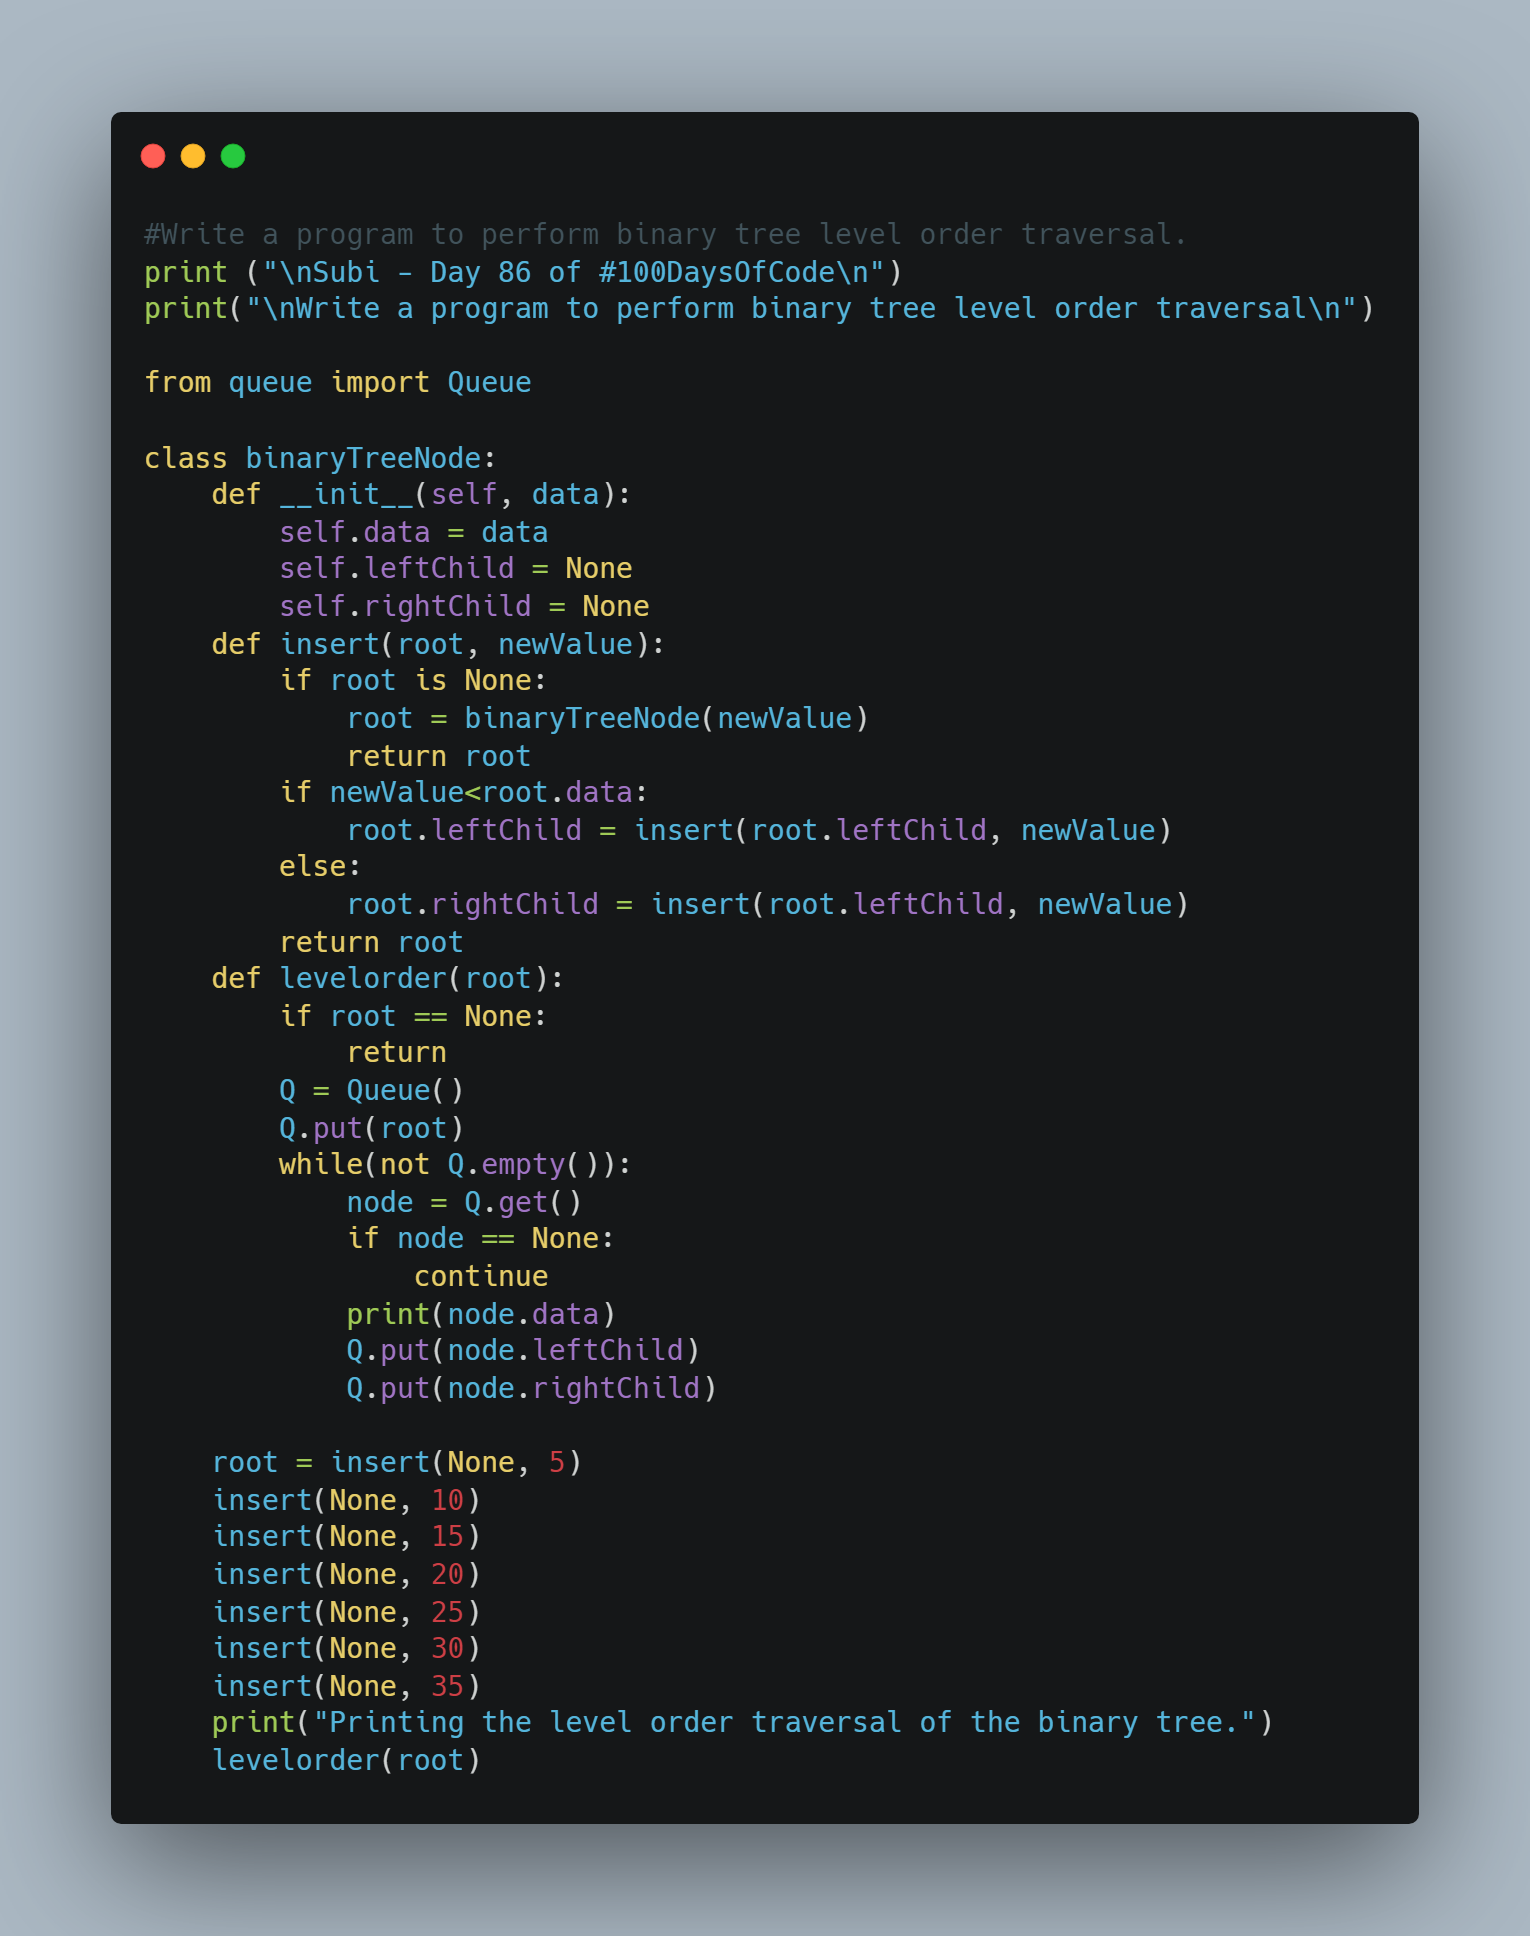 #Write a program to perform binary tree level order traversal.
print ("\nSubi - Day 86 of #100DaysOfCode\n")
print("\nWrite a program to perform binary tree level order traversal\n")

from queue import Queue

class binaryTreeNode:
    def __init__(self, data):
        self.data = data
        self.leftChild = None
        self.rightChild = None
    def insert(root, newValue):
        if root is None:
            root = binaryTreeNode(newValue)
            return root
        if newValue<root.data:
            root.leftChild = insert(root.leftChild, newValue)
        else:
            root.rightChild = insert(root.leftChild, newValue)
        return root
    def levelorder(root):
        if root == None:
            return
        Q = Queue()
        Q.put(root)
        while(not Q.empty()):
            node = Q.get()
            if node == None:
                continue
            print(node.data)
            Q.put(node.leftChild)
            Q.put(node.rightChild)

    root = insert(None, 5)
    insert(None, 10)
    insert(None, 15)
    insert(None, 20)
    insert(None, 25)
    insert(None, 30)
    insert(None, 35)
    print("Printing the level order traversal of the binary tree.")
    levelorder(root)